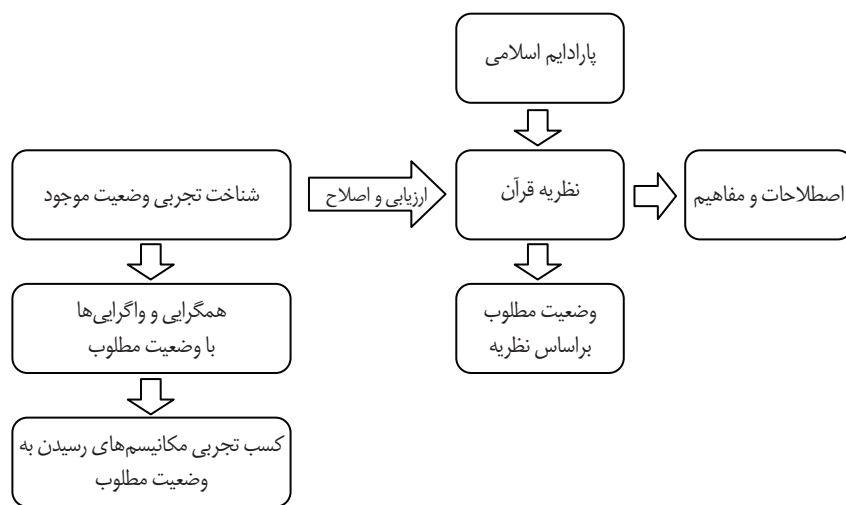 پارادایم اسلامی
شناخت تجربی وضعیت موجود
ارزیابی و اصلاح
نظریه قرآن
اصطلاحات و مفاهیم
همگرایی و واگرایی‌ها
با وضعیت مطلوب
وضعیت مطلوب
براساس نظریه
کسب تجربی مکانیسم‌های رسیدن به
وضعیت مطلوب